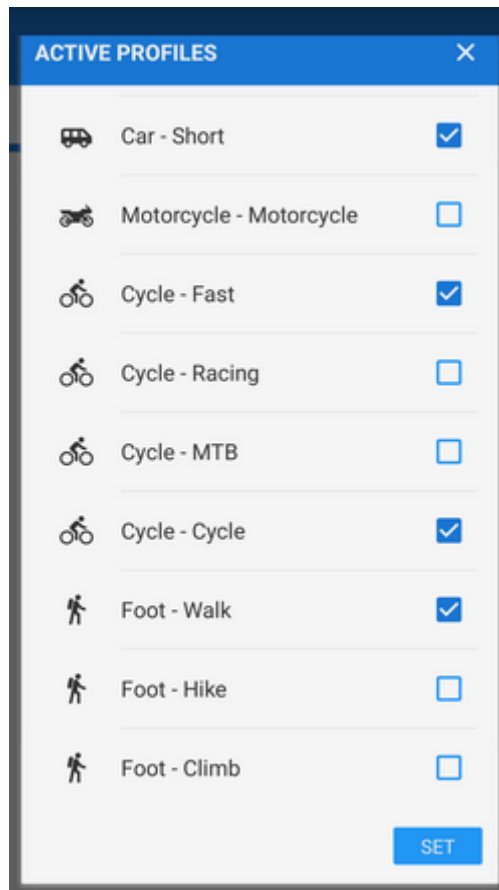 ACTIVE PROFILES
Car - Short
Motorcycle - Motorcycle
Cycle - Fast
Cycle - Racing
Cycle - MTB
Cycle - Cycle
Foot - Walk
Foot - Hike
Foot - Climb
SET